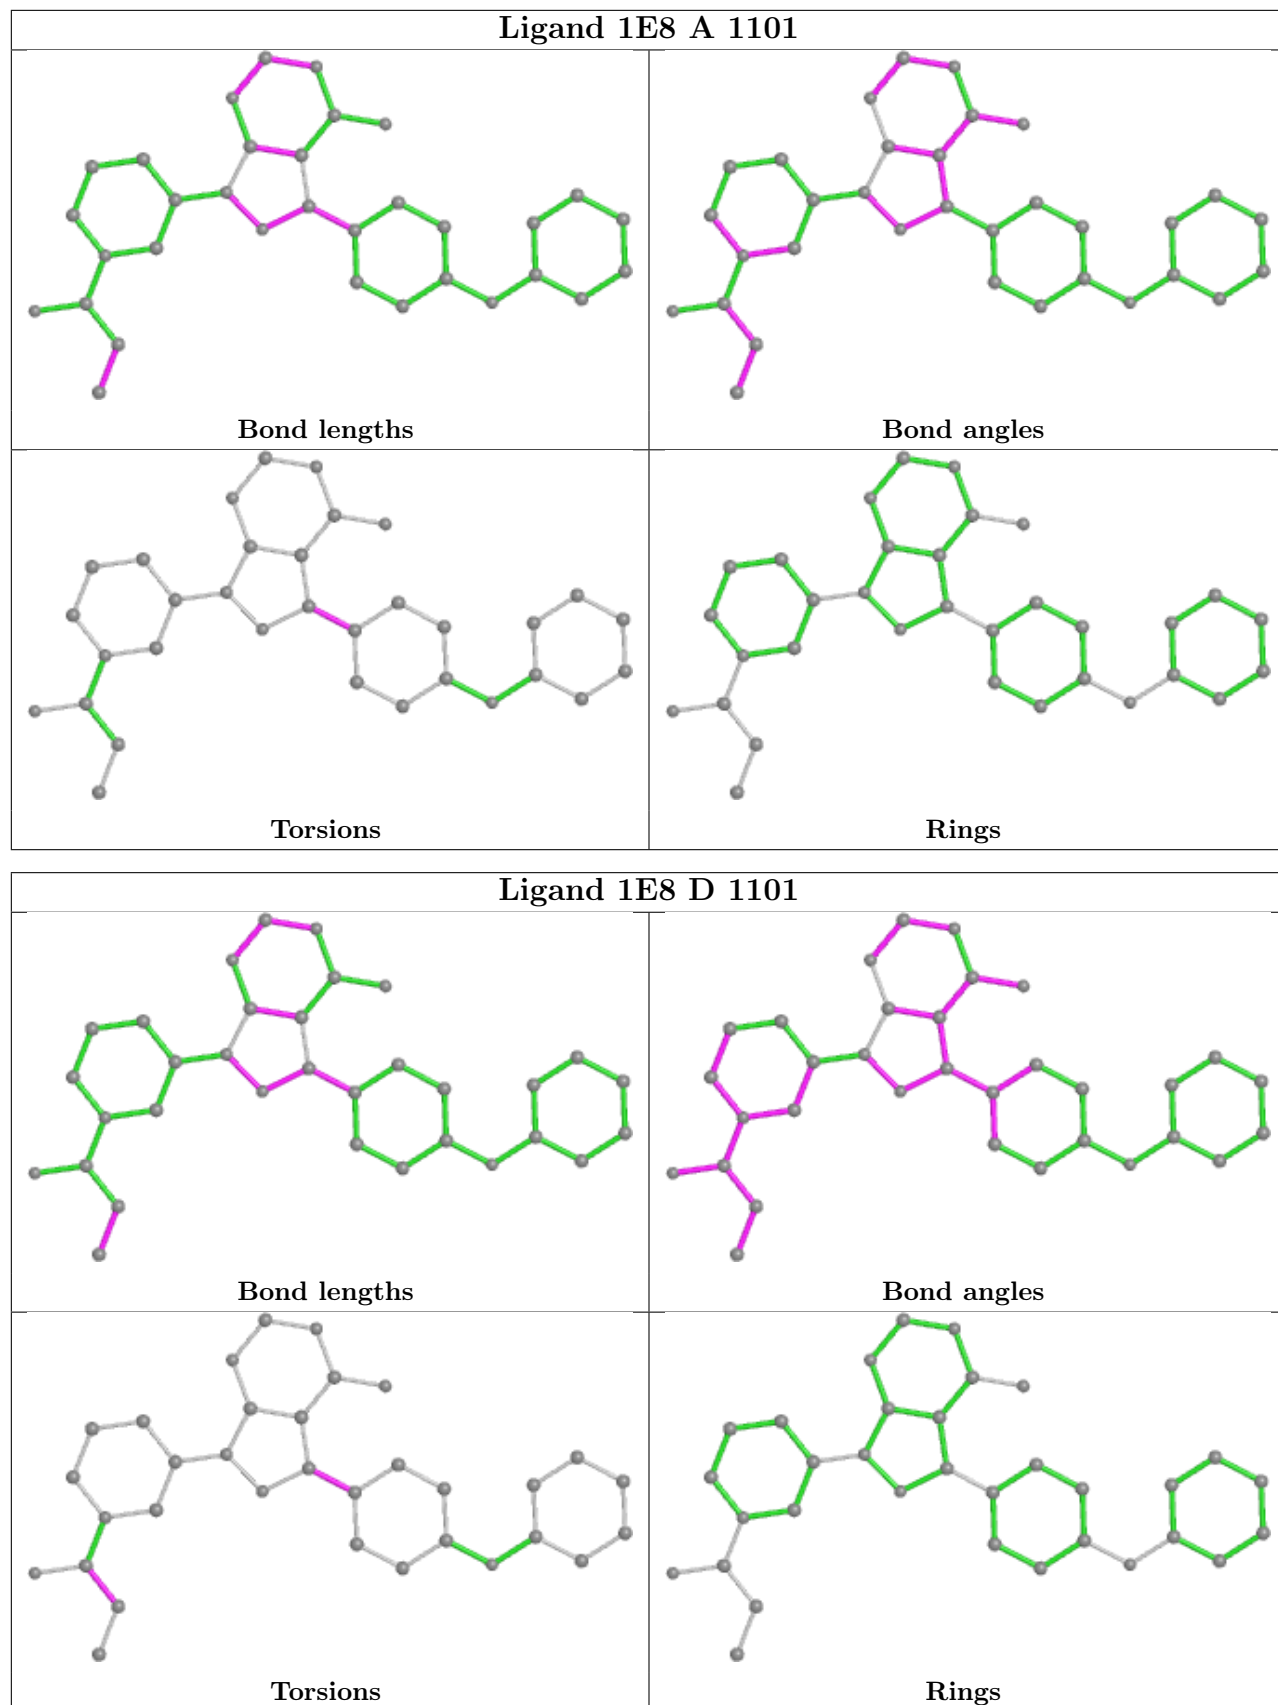 Ligand 1E8 A 1101
Bond lengths
Bond angles
Torsions
Rings
Ligand 1E8 D 1101
Bond lengths
Bond angles
Torsions
Rings